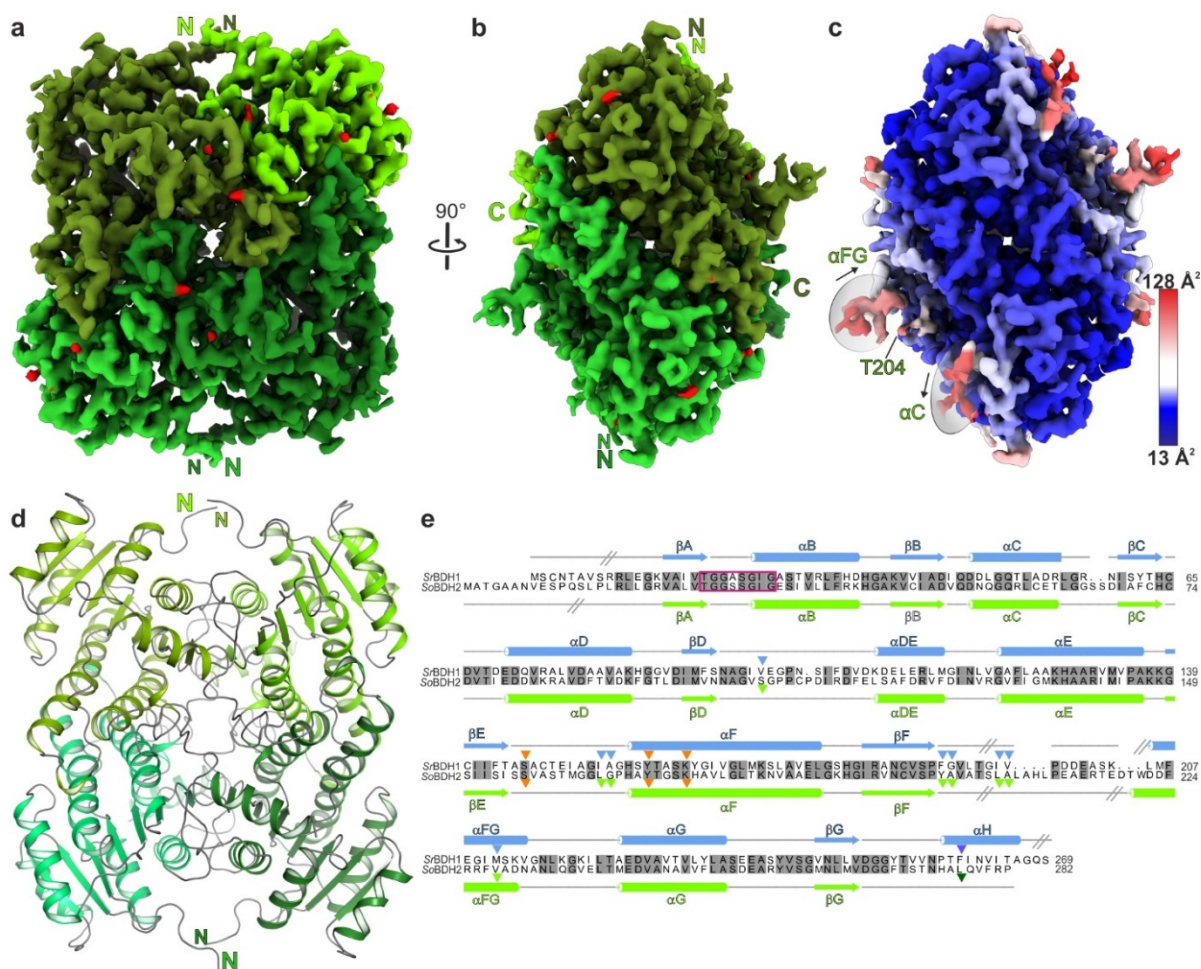 a
N N
N N
b
90°
N
N
C
C
N
N
c
αFG
T204
αC
128 Å²
13 Å²
d
N
N
N
N
e
βA αB βB αC βC
SrBDH1 MSCNTAVSRRLEGKVAIVTGGASGIGASTVRLFHDHGAKVVIADIQDDLGQTLADRLGR..NISYTHC 65
SoBDH2 MATGAANVESPQSLPLRLLGRVALVTGGSSGIGESIVLLFRKHGAKVCIADVQDNQGQRLCETLGGSSDIAFCHC 74
βA αB βB αC βC
αD βD αDE αE
SrBDH1 DVTDEDQVRALVDAAVAKHGGVDIMFSNAGIVEGPN.SIFDVDKDELERLMGINLVGAFLAAKHAARVMVPAKKG 139
SoBDH2 DVTIEDDVKRAVDFTVDKFGTLDIMVNNAGVSGPPCPDIRDFELSAFDRVFDINVRGVFIGMKHAARIMIPAKKG 149
αD βD αDE αE
βE αF βF
SrBDH1 CIIFTASACTEIAGIAGHSYTASKYGIVGLMKSLAVELGSHGIRANCVSPFGVLTGIV.....PDDEASK..LMF 207
SoBDH2 SIISISSVASTMGGLGPHAYTGSKHAVLGLTKNVAAELGKHGIRVNCVSPYAVATSLALAHLPEAERTEDTWDDF 224
βE αF βF
αFG αG βG αH
SrBDH1 EGIMSKVGNLKGKILTAEDVAVTVLYLASEEASYVSGVNLLVDGGYTVVNPTFINVITAGQS 269
SoBDH2 RRFVADNANLQGVELTMEDVANAVVFLASDEARYVSGMNLMVDGGFTSTNHALQVFRP 282
αFG αG βG